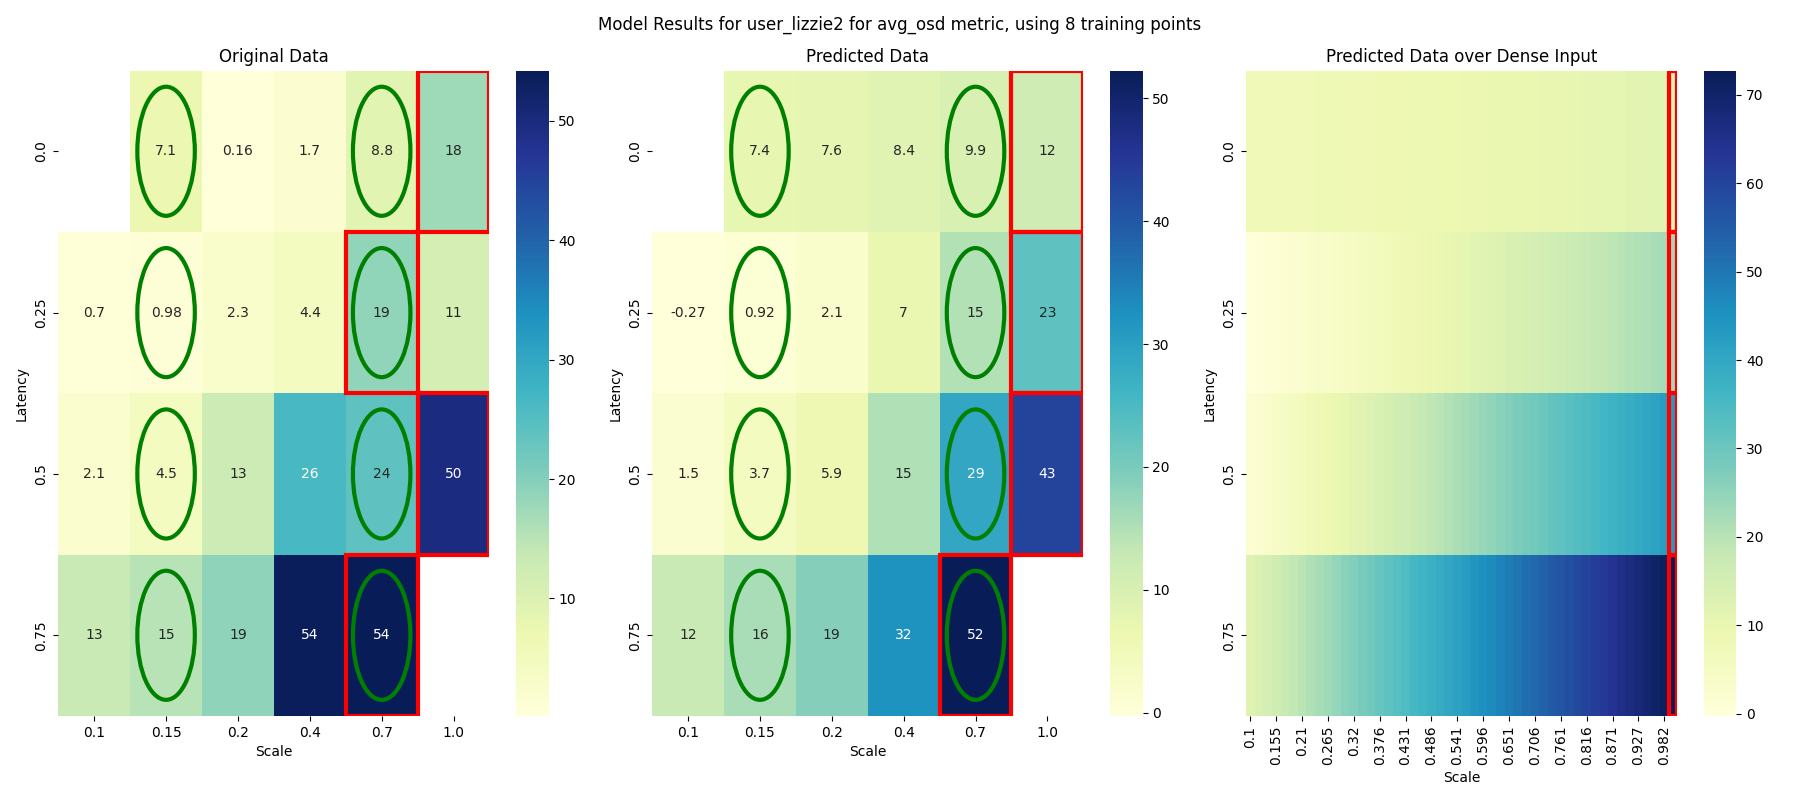 Model Results for user_lizzie2 for avg_osd metric, using 8 training points
Original Data
Latency
0.0
7.1 0.16 1.7 8.8 18
0.25
0.7 0.98 2.3 4.4 19 11
0.5
2.1 4.5 13 26 24 50
0.75
13 15 19 54 54
0.1 0.15 0.2 0.4 0.7 1.0
Scale
50
40
30
20
10
Predicted Data
Latency
0.0
7.4 7.6 8.4 9.9 12
0.25
-0.27 0.92 2.1 7 15 23
0.5
1.5 3.7 5.9 15 29 43
0.75
12 16 19 32 52
0.1 0.15 0.2 0.4 0.7 1.0
Scale
50
40
30
20
10
0
Predicted Data over Dense Input
Latency
0.0
0.25
0.5
0.75
0.1 0.155 0.21 0.265 0.32 0.376 0.431 0.486 0.541 0.596 0.651 0.706 0.761 0.816 0.871 0.927 0.982
Scale
70
60
50
40
30
20
10
0